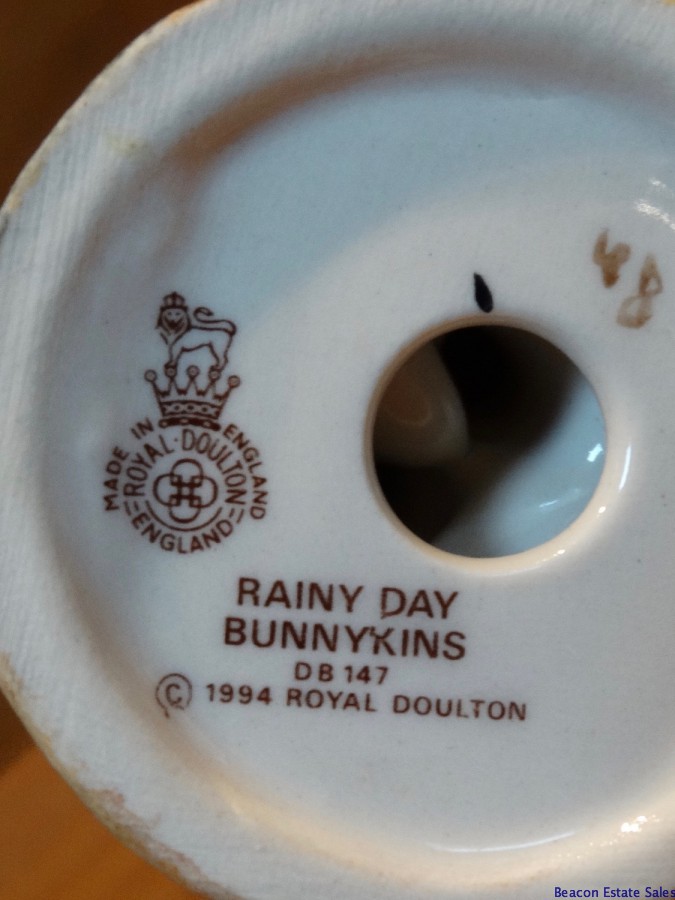 48
MADE IN ENGLAND
ROYAL·DOULTON
ENGLAND
RAINY DAY
BUNNYKINS
DB 147
© 1994 ROYAL DOULTON
Beacon Estate Sales